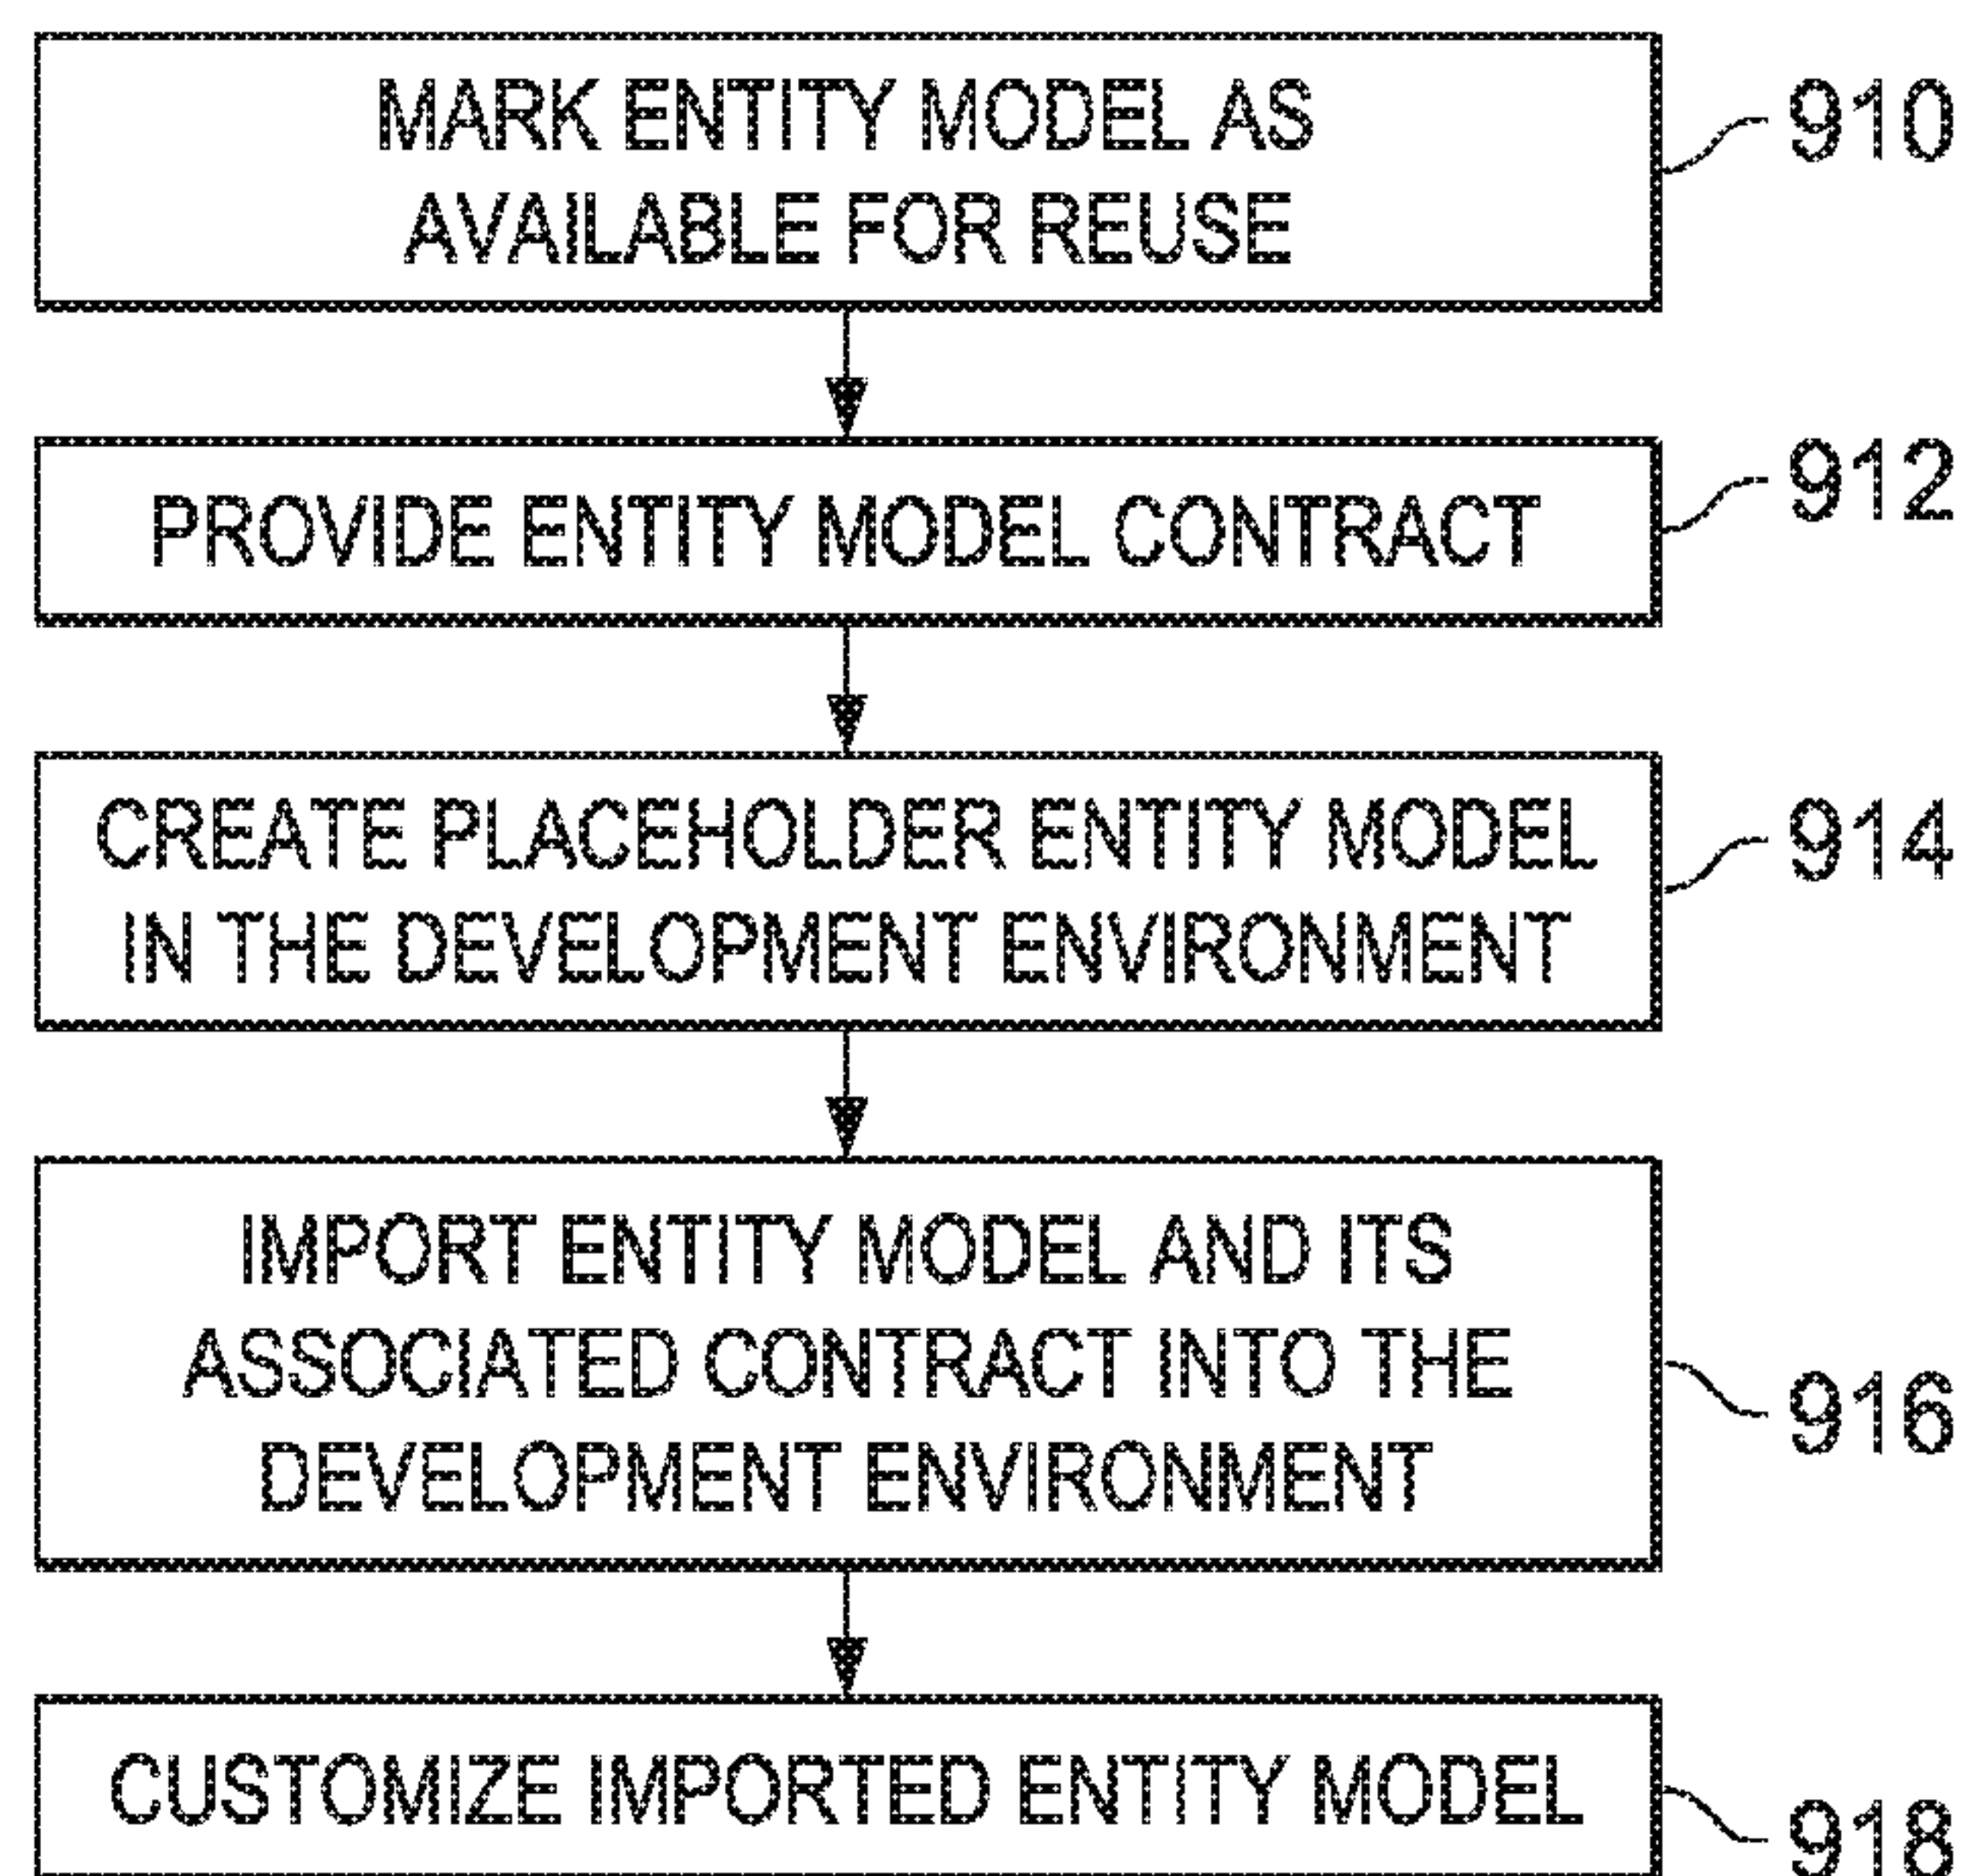 MARK ENTITY MODEL AS
AVAILABLE FOR REUSE
910
PROVIDE ENTITY MODEL CONTRACT
912
CREATE PLACEHOLDER ENTITY MODEL
IN THE DEVELOPMENT ENVIRONMENT
914
IMPORT ENTITY MODEL AND ITS
ASSOCIATED CONTRACT INTO THE
DEVELOPMENT ENVIRONMENT
916
CUSTOMIZE IMPORTED ENTITY MODEL
918